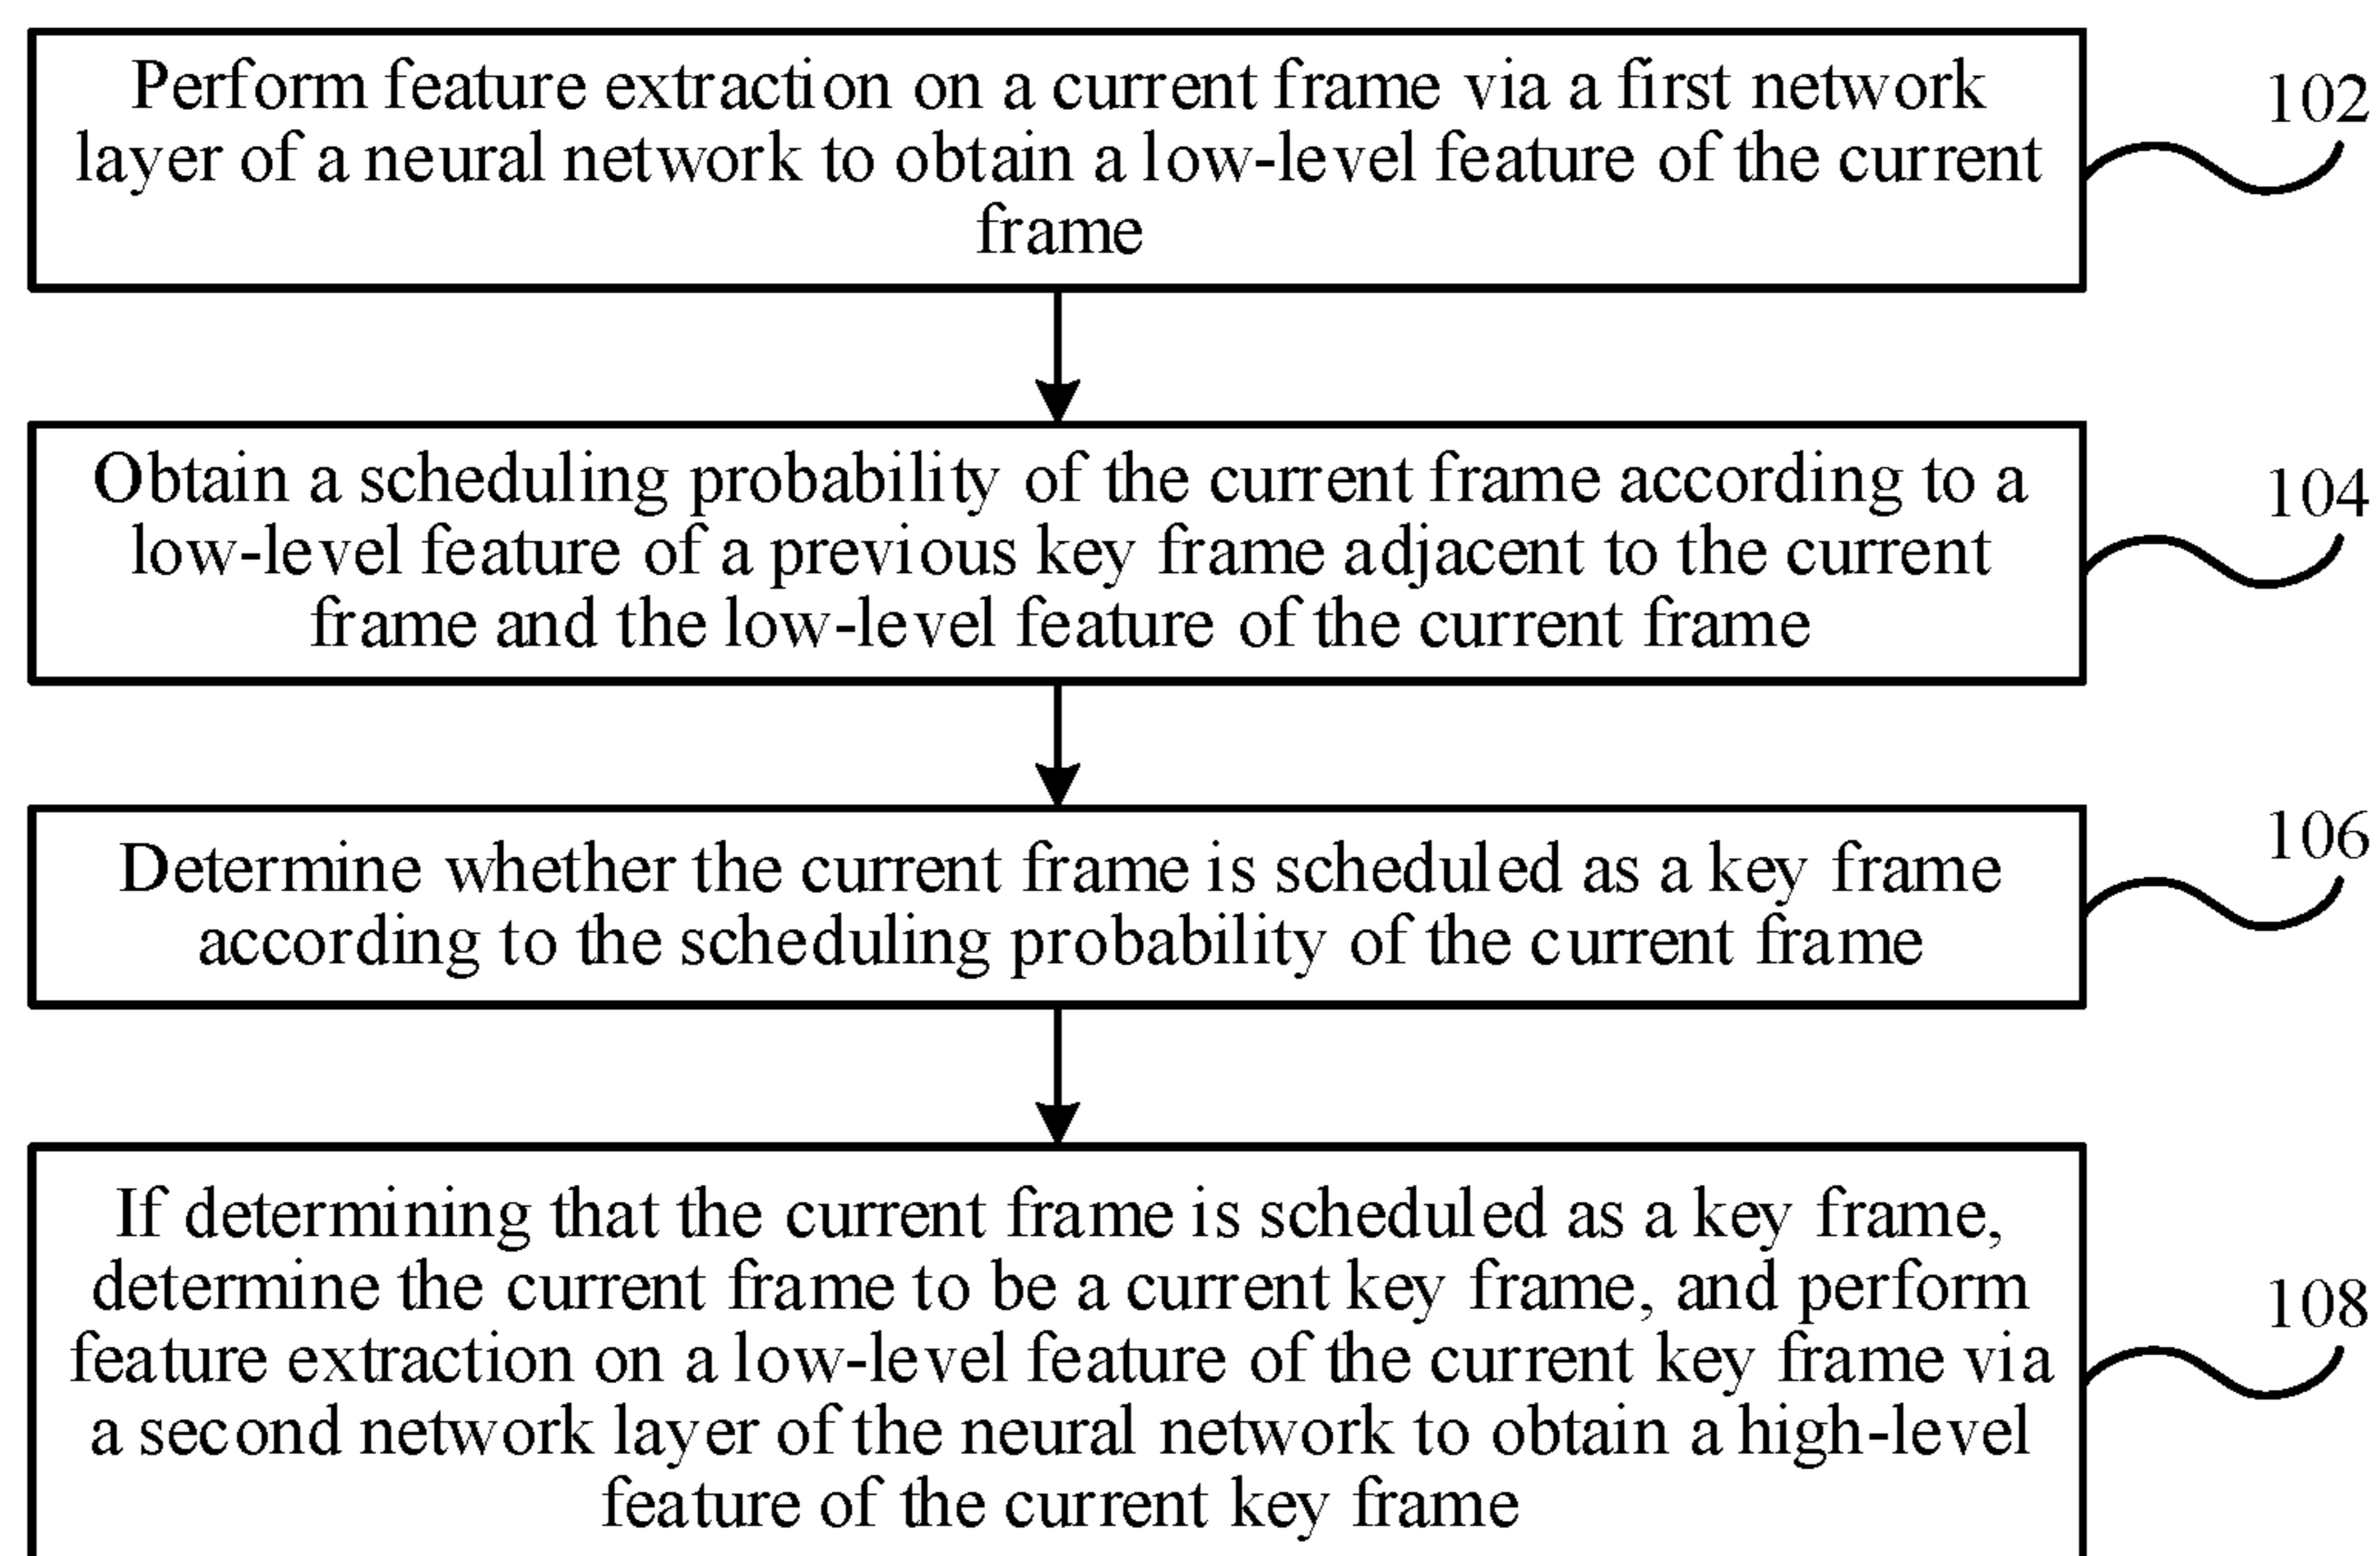 Perform feature extraction on a current frame via a first network
layer of a neural network to obtain a low-level feature of the current
frame
102
Obtain a scheduling probability of the current frame according to a
low-level feature of a previous key frame adjacent to the current
frame and the low-level feature of the current frame
104
Determine whether the current frame is scheduled as a key frame
according to the scheduling probability of the current frame
106
If determining that the current frame is scheduled as a key frame,
determine the current frame to be a current key frame, and perform
feature extraction on a low-level feature of the current key frame via
a second network layer of the neural network to obtain a high-level
feature of the current key frame
108